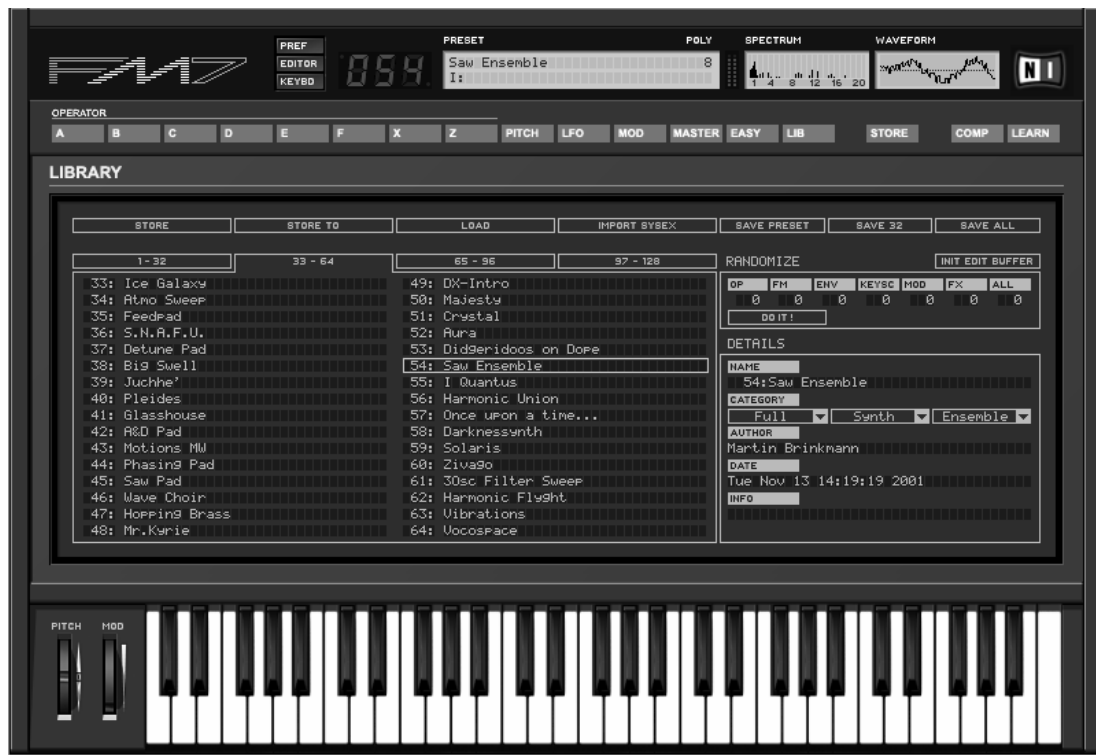 FM7
PREF
EDITOR
KEYBD
054
PRESET POLY
Saw Ensemble 8
I:
SPECTRUM
1 4 8 12 16 20
WAVEFORM
NI
OPERATOR
A B C D E F X Z PITCH LFO MOD MASTER EASY LIB STORE COMP LEARN
LIBRARY
STORE STORE TO LOAD IMPORT SYSEX SAVE PRESET SAVE 32 SAVE ALL
1-32 33 - 64 65 - 96 97 - 128
33: Ice Galaxy
34: Atmo Sweep
35: Feedpad
36: S.N.A.F.U.
37: Detune Pad
38: Big Swell
39: Juchhe'
40: Pleides
41: Glasshouse
42: A&D Pad
43: Motions MW
44: Phasing Pad
45: Saw Pad
46: Wave Choir
47: Hopping Brass
48: Mr.Kyrie
49: DX-Intro
50: Majesty
51: Crystal
52: Aura
53: Didgeridoos on Dope
54: Saw Ensemble
55: I Quantus
56: Harmonic Union
57: Once upon a time...
58: Darknessynth
59: Solaris
60: Zivago
61: 3Osc Filter Sweep
62: Harmonic Flyght
63: Vibrations
64: Vocospace
RANDOMIZE INIT EDIT BUFFER
OP FM ENV KEYSC MOD FX ALL
0 0 0 0 0 0 0
DO IT!
DETAILS
NAME
54:Saw Ensemble
CATEGORY
Full Synth Ensemble
AUTHOR
Martin Brinkmann
DATE
Tue Nov 13 14:19:19 2001
INFO
PITCH MOD